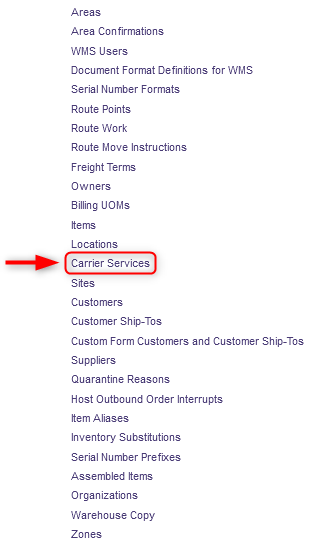 Areas
Area Confirmations
WMS Users
Document Format Definitions for WMS
Serial Number Formats
Route Points
Route Work
Route Move Instructions
Freight Terms
Owners
Billing UOMs
Items
Locations
Carrier Services
Sites
Customers
Customer Ship-Tos
Custom Form Customers and Customer Ship-Tos
Suppliers
Quarantine Reasons
Host Outbound Order Interrupts
Item Aliases
Inventory Substitutions
Serial Number Prefixes
Assembled Items
Organizations
Warehouse Copy
Zones